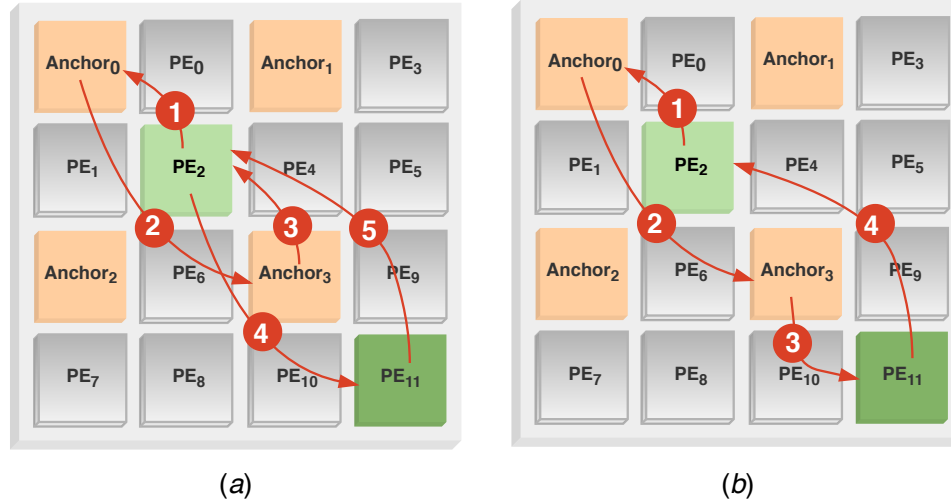 Anchor0 PE0 Anchor1 PE3
1
PE1 PE2 PE4 PE5
2 3 5
Anchor2 PE6 Anchor3 PE9
4
PE7 PE8 PE10 PE11
(a)
Anchor0 PE0 Anchor1 PE3
1
PE1 PE2 PE4 PE5
2 4
Anchor2 PE6 Anchor3 PE9
3
PE7 PE8 PE10 PE11
(b)